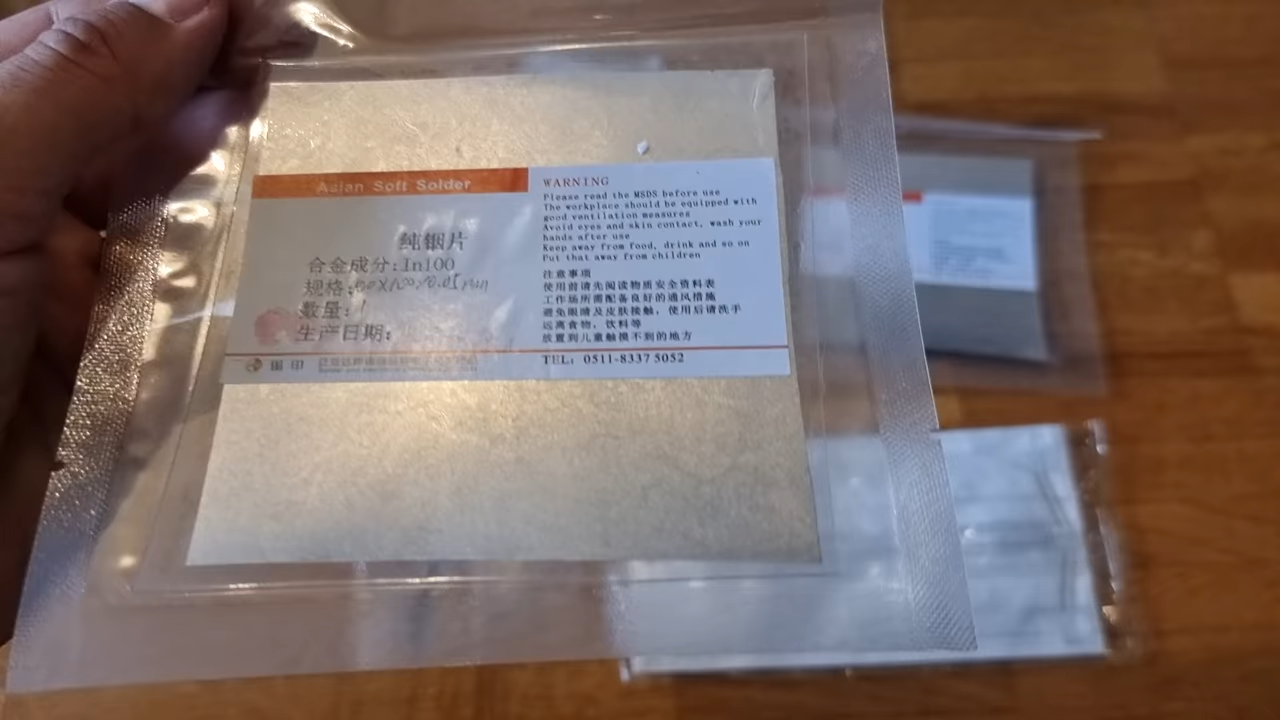 Asian Soft Solder
纯铟片
合金成分:In100
规格:
数量:1
生产日期:
国印
WARNING
Please read the MSDS before use
The workplace should be equipped with
good ventilation measures
Avoid eyes and skin contact, wash your
hands after use
Keep away from food, drink and so on
Put that away from children
注意事项
使用前请先阅读物质安全资料表
工作场所需配备良好的通风措施
避免眼睛及皮肤接触，使用后请洗手
远离食物、饮料等
放置到儿童触摸不到的地方
TEL: 0511-8337 5052